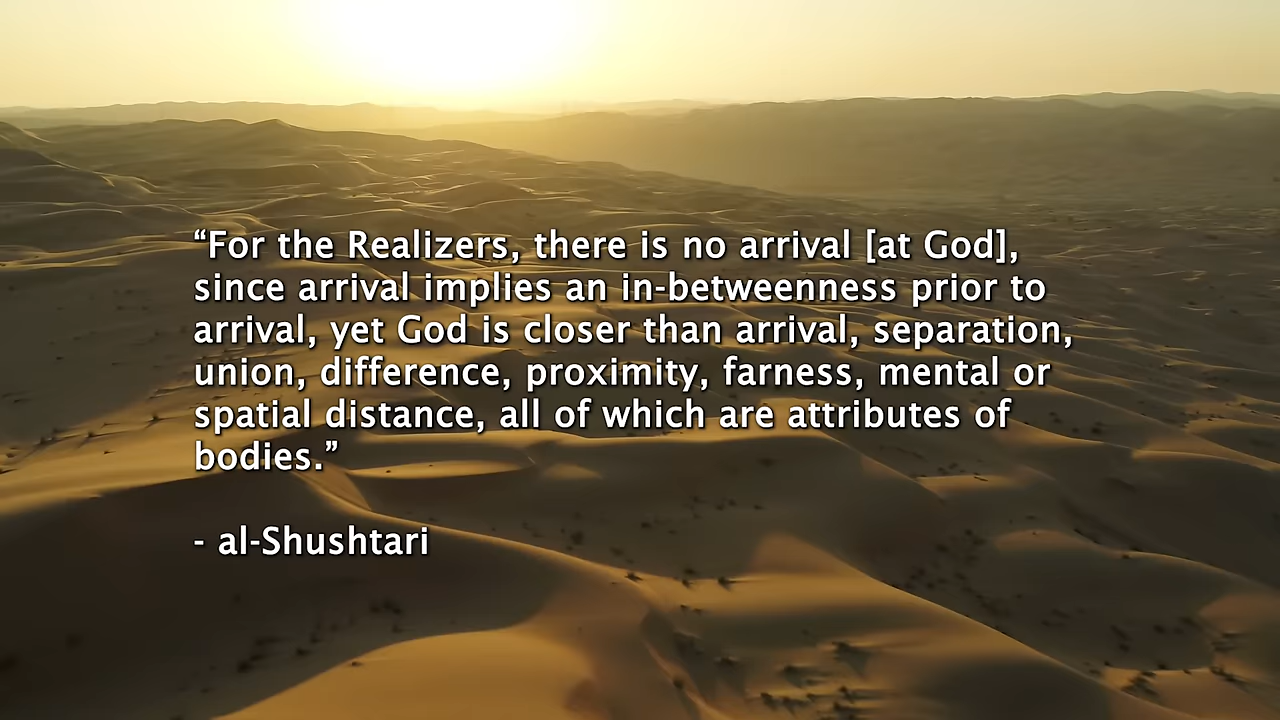 “For the Realizers, there is no arrival [at God],
since arrival implies an in-betweenness prior to
arrival, yet God is closer than arrival, separation,
union, difference, proximity, farness, mental or
spatial distance, all of which are attributes of
bodies.”
- al-Shushtari